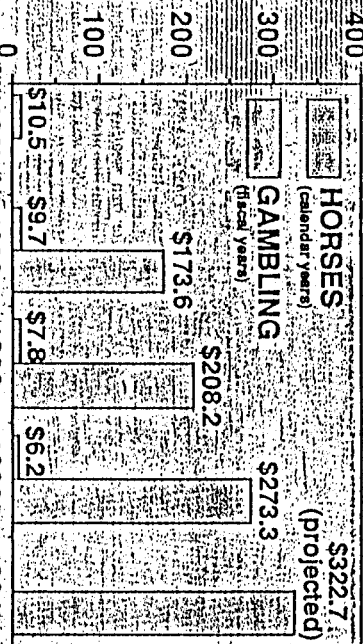 400
300
200
100
0
HORSES
(calendar years)
GAMBLING
(fiscal years)
$10.5
$9.7
$173.6
$7.8
$208.2
$6.2
$273.3
$322.7
(projected)